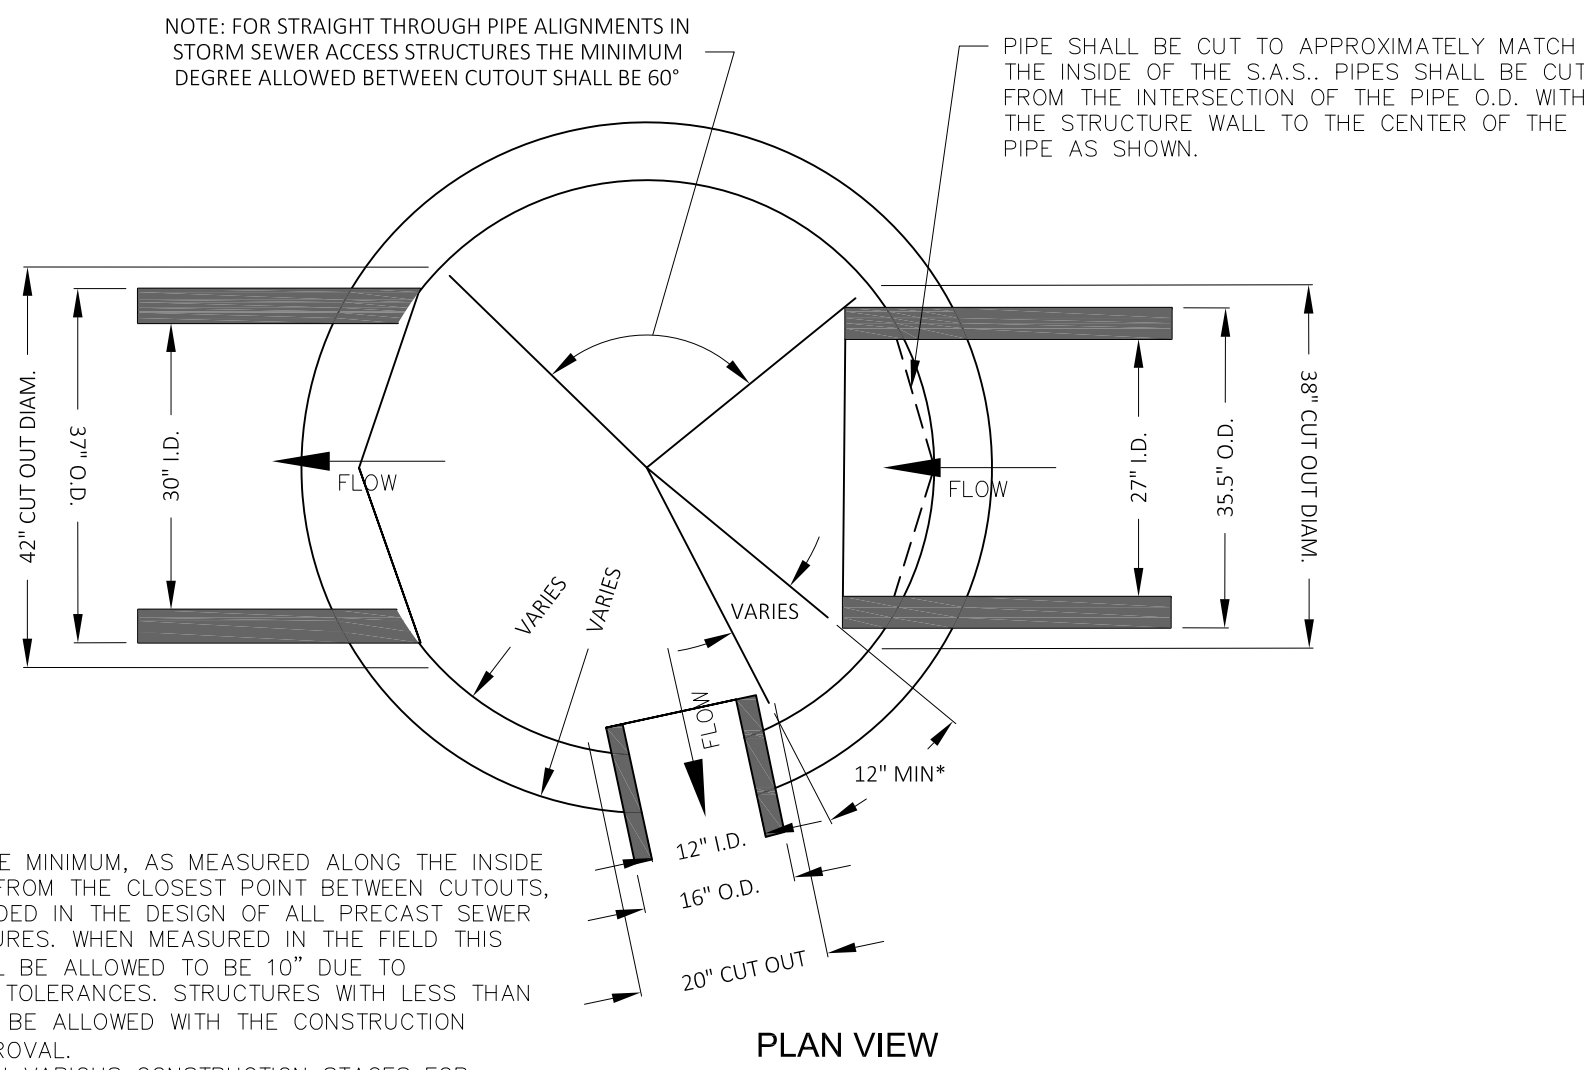 NOTE: FOR STRAIGHT THROUGH PIPE ALIGNMENTS IN
STORM SEWER ACCESS STRUCTURES THE MINIMUM
DEGREE ALLOWED BETWEEN CUTOUT SHALL BE 60°
PIPE SHALL BE CUT TO APPROXIMATELY MATCH
THE INSIDE OF THE S.A.S.. PIPES SHALL BE CUT
FROM THE INTERSECTION OF THE PIPE O.D. WITH
THE STRUCTURE WALL TO THE CENTER OF THE
PIPE AS SHOWN.
42" CUT OUT DIAM.
37" O.D.
30" I.D.
FLOW
FLOW
27" I.D.
35.5" O.D.
38" CUT OUT DIAM.
VARIES
VARIES
VARIES
FLOW
12" MIN*
12" I.D.
16" O.D.
20" CUT OUT
MINIMUM, AS MEASURED ALONG THE INSIDE
FROM THE CLOSEST POINT BETWEEN CUTOUTS,
IN THE DESIGN OF ALL PRECAST SEWER
WHEN MEASURED IN THE FIELD THIS
BE ALLOWED TO BE 10" DUE TO
TOLERANCES. STRUCTURES WITH LESS THAN
BE ALLOWED WITH THE CONSTRUCTION
VARIOUS CONSTRUCTION STAGES FOR
PLAN VIEW